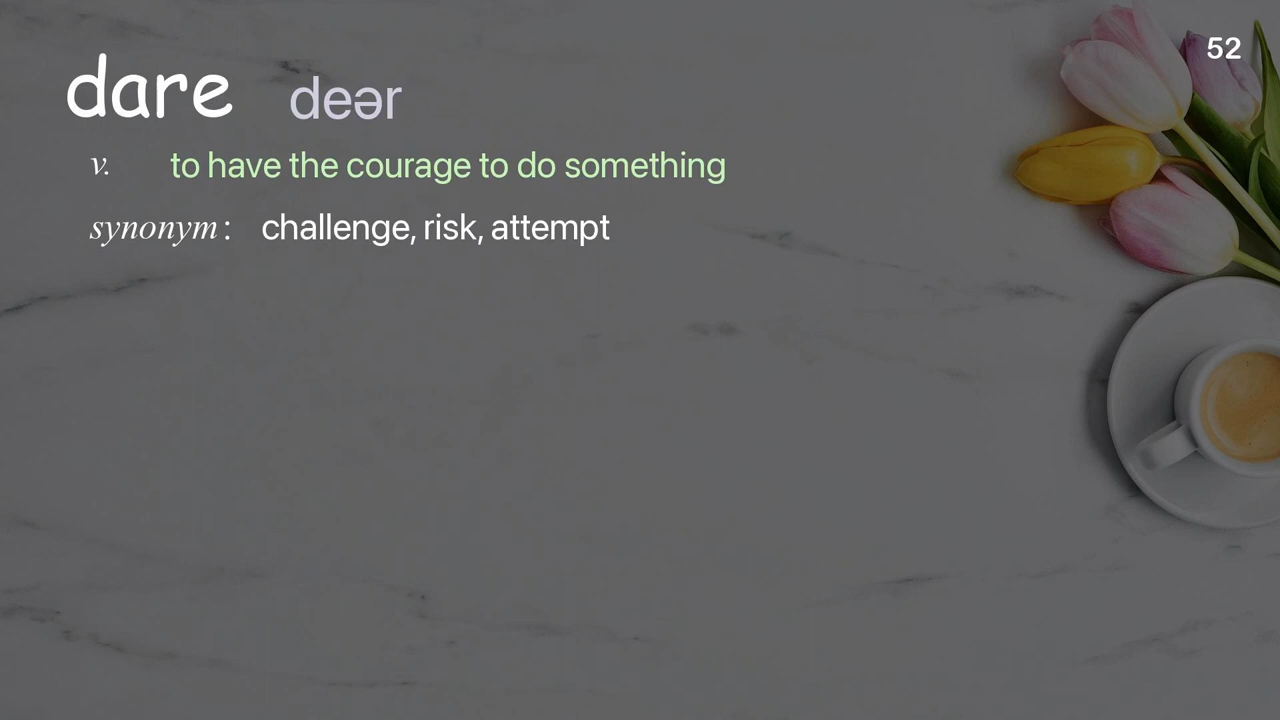 52
dare deər
v. to have the courage to do something
synonym: challenge, risk, attempt